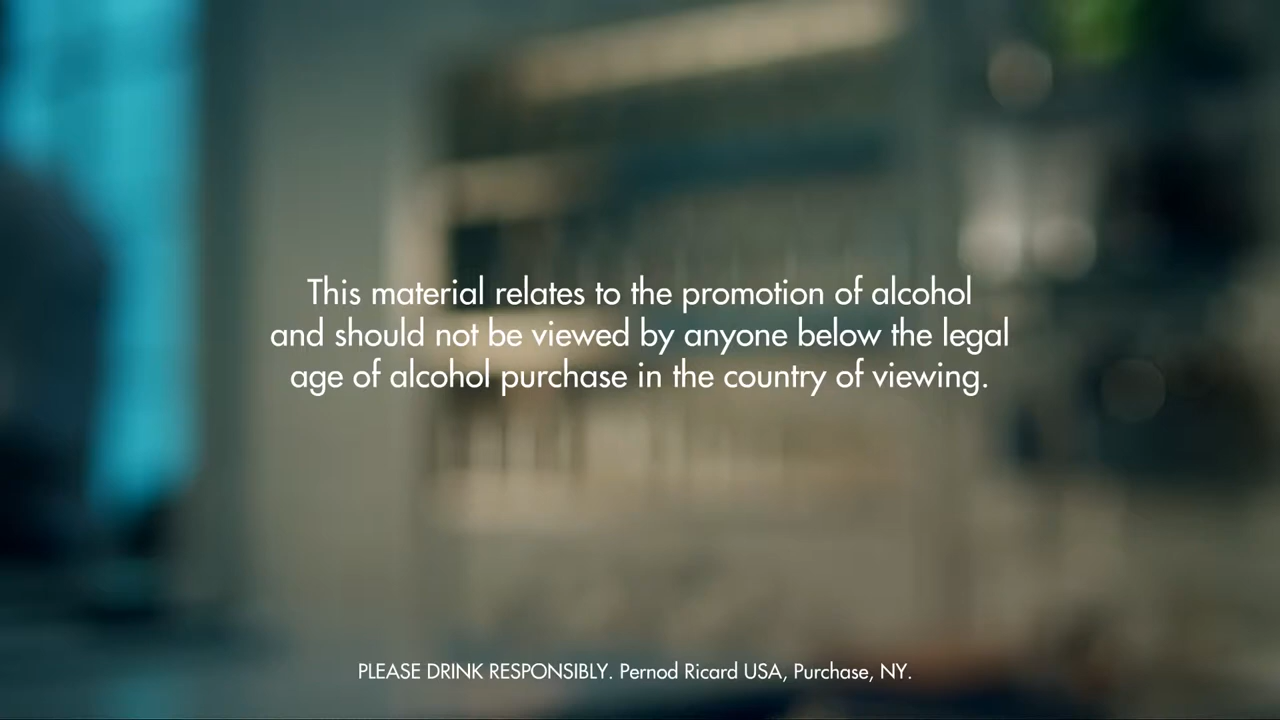 This material relates to the promotion of alcohol
and should not be viewed by anyone below the legal
age of alcohol purchase in the country of viewing.
PLEASE DRINK RESPONSIBLY. Pernod Ricard USA, Purchase, NY.